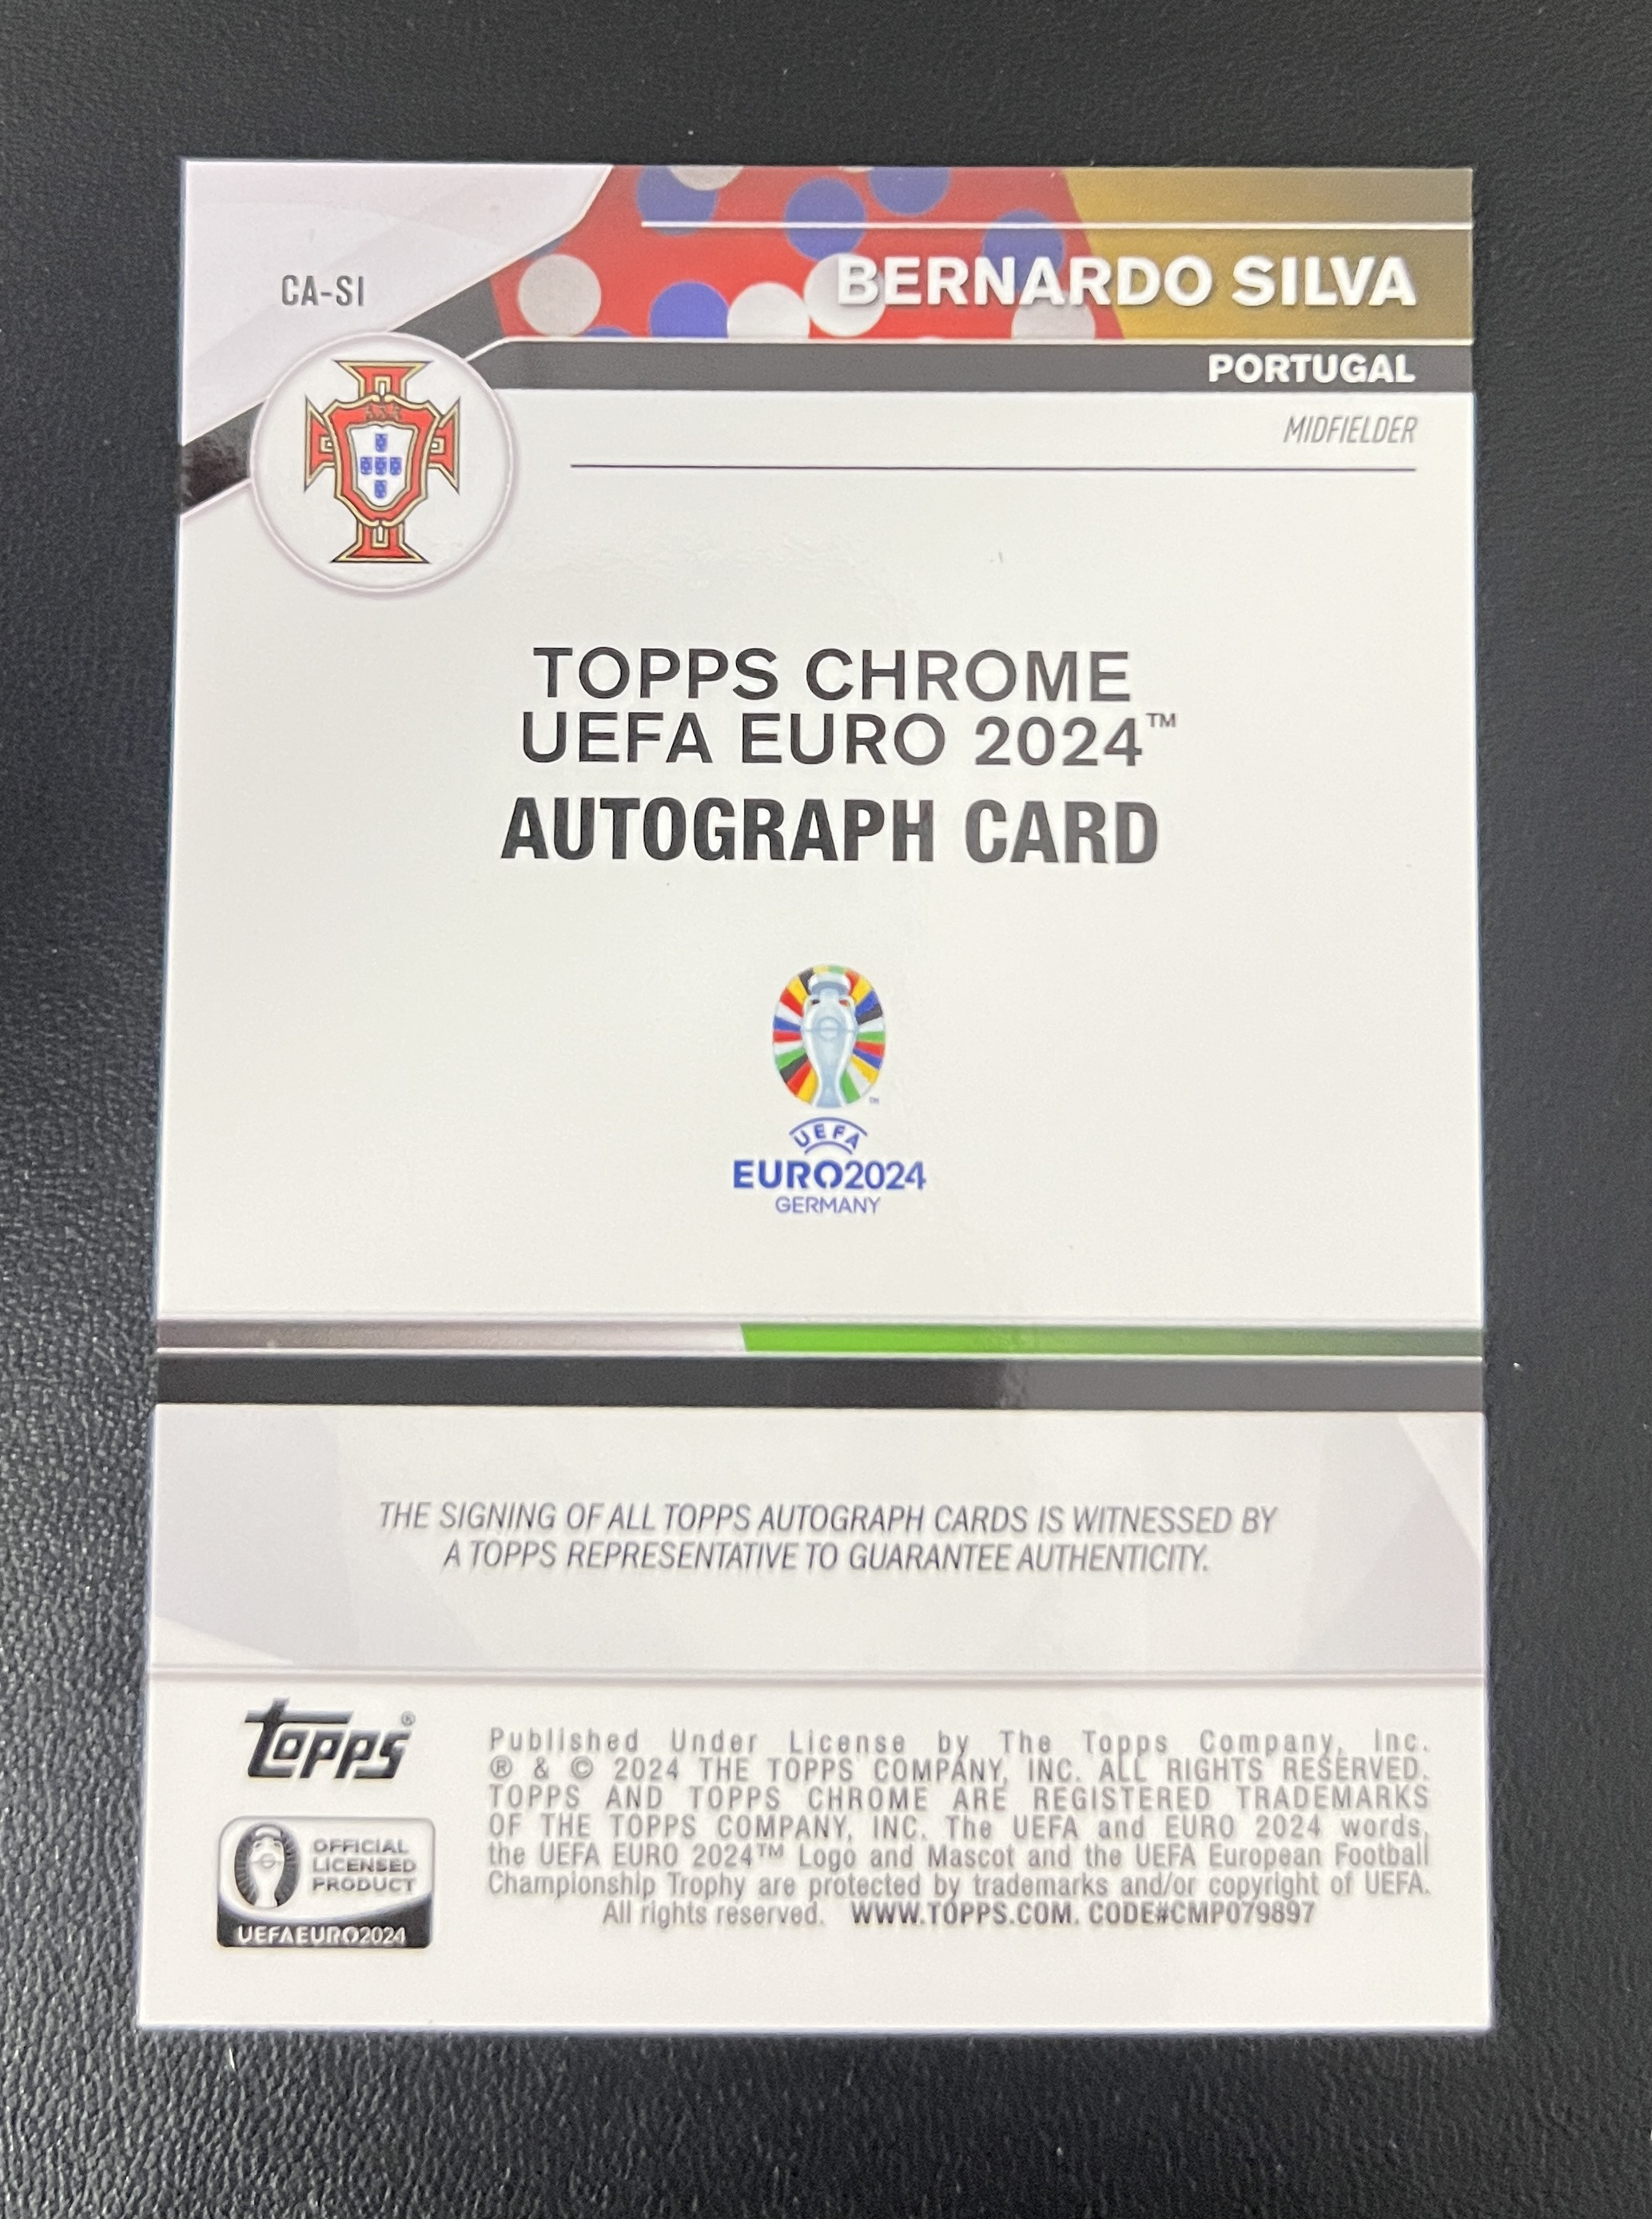 CA-SI
BERNARDO SILVA
PORTUGAL
MIDFIELDER
TOPPS CHROME
UEFA EURO 2024™
AUTOGRAPH CARD
™
UEFA
EURO2024
GERMANY
THE SIGNING OF ALL TOPPS AUTOGRAPH CARDS IS WITNESSED BY
A TOPPS REPRESENTATIVE TO GUARANTEE AUTHENTICITY.
topps®
OFFICIAL
LICENSED
PRODUCT
UEFAEURO2024
Published Under License by The Topps Company, Inc.
® & © 2024 THE TOPPS COMPANY, INC. ALL RIGHTS RESERVED.
TOPPS AND TOPPS CHROME ARE REGISTERED TRADEMARKS
OF THE TOPPS COMPANY, INC. The UEFA and EURO 2024 words,
the UEFA EURO 2024™ Logo and Mascot and the UEFA European Football
Championship Trophy are protected by trademarks and/or copyright of UEFA.
All rights reserved. WWW.TOPPS.COM. CODE#CMP079897